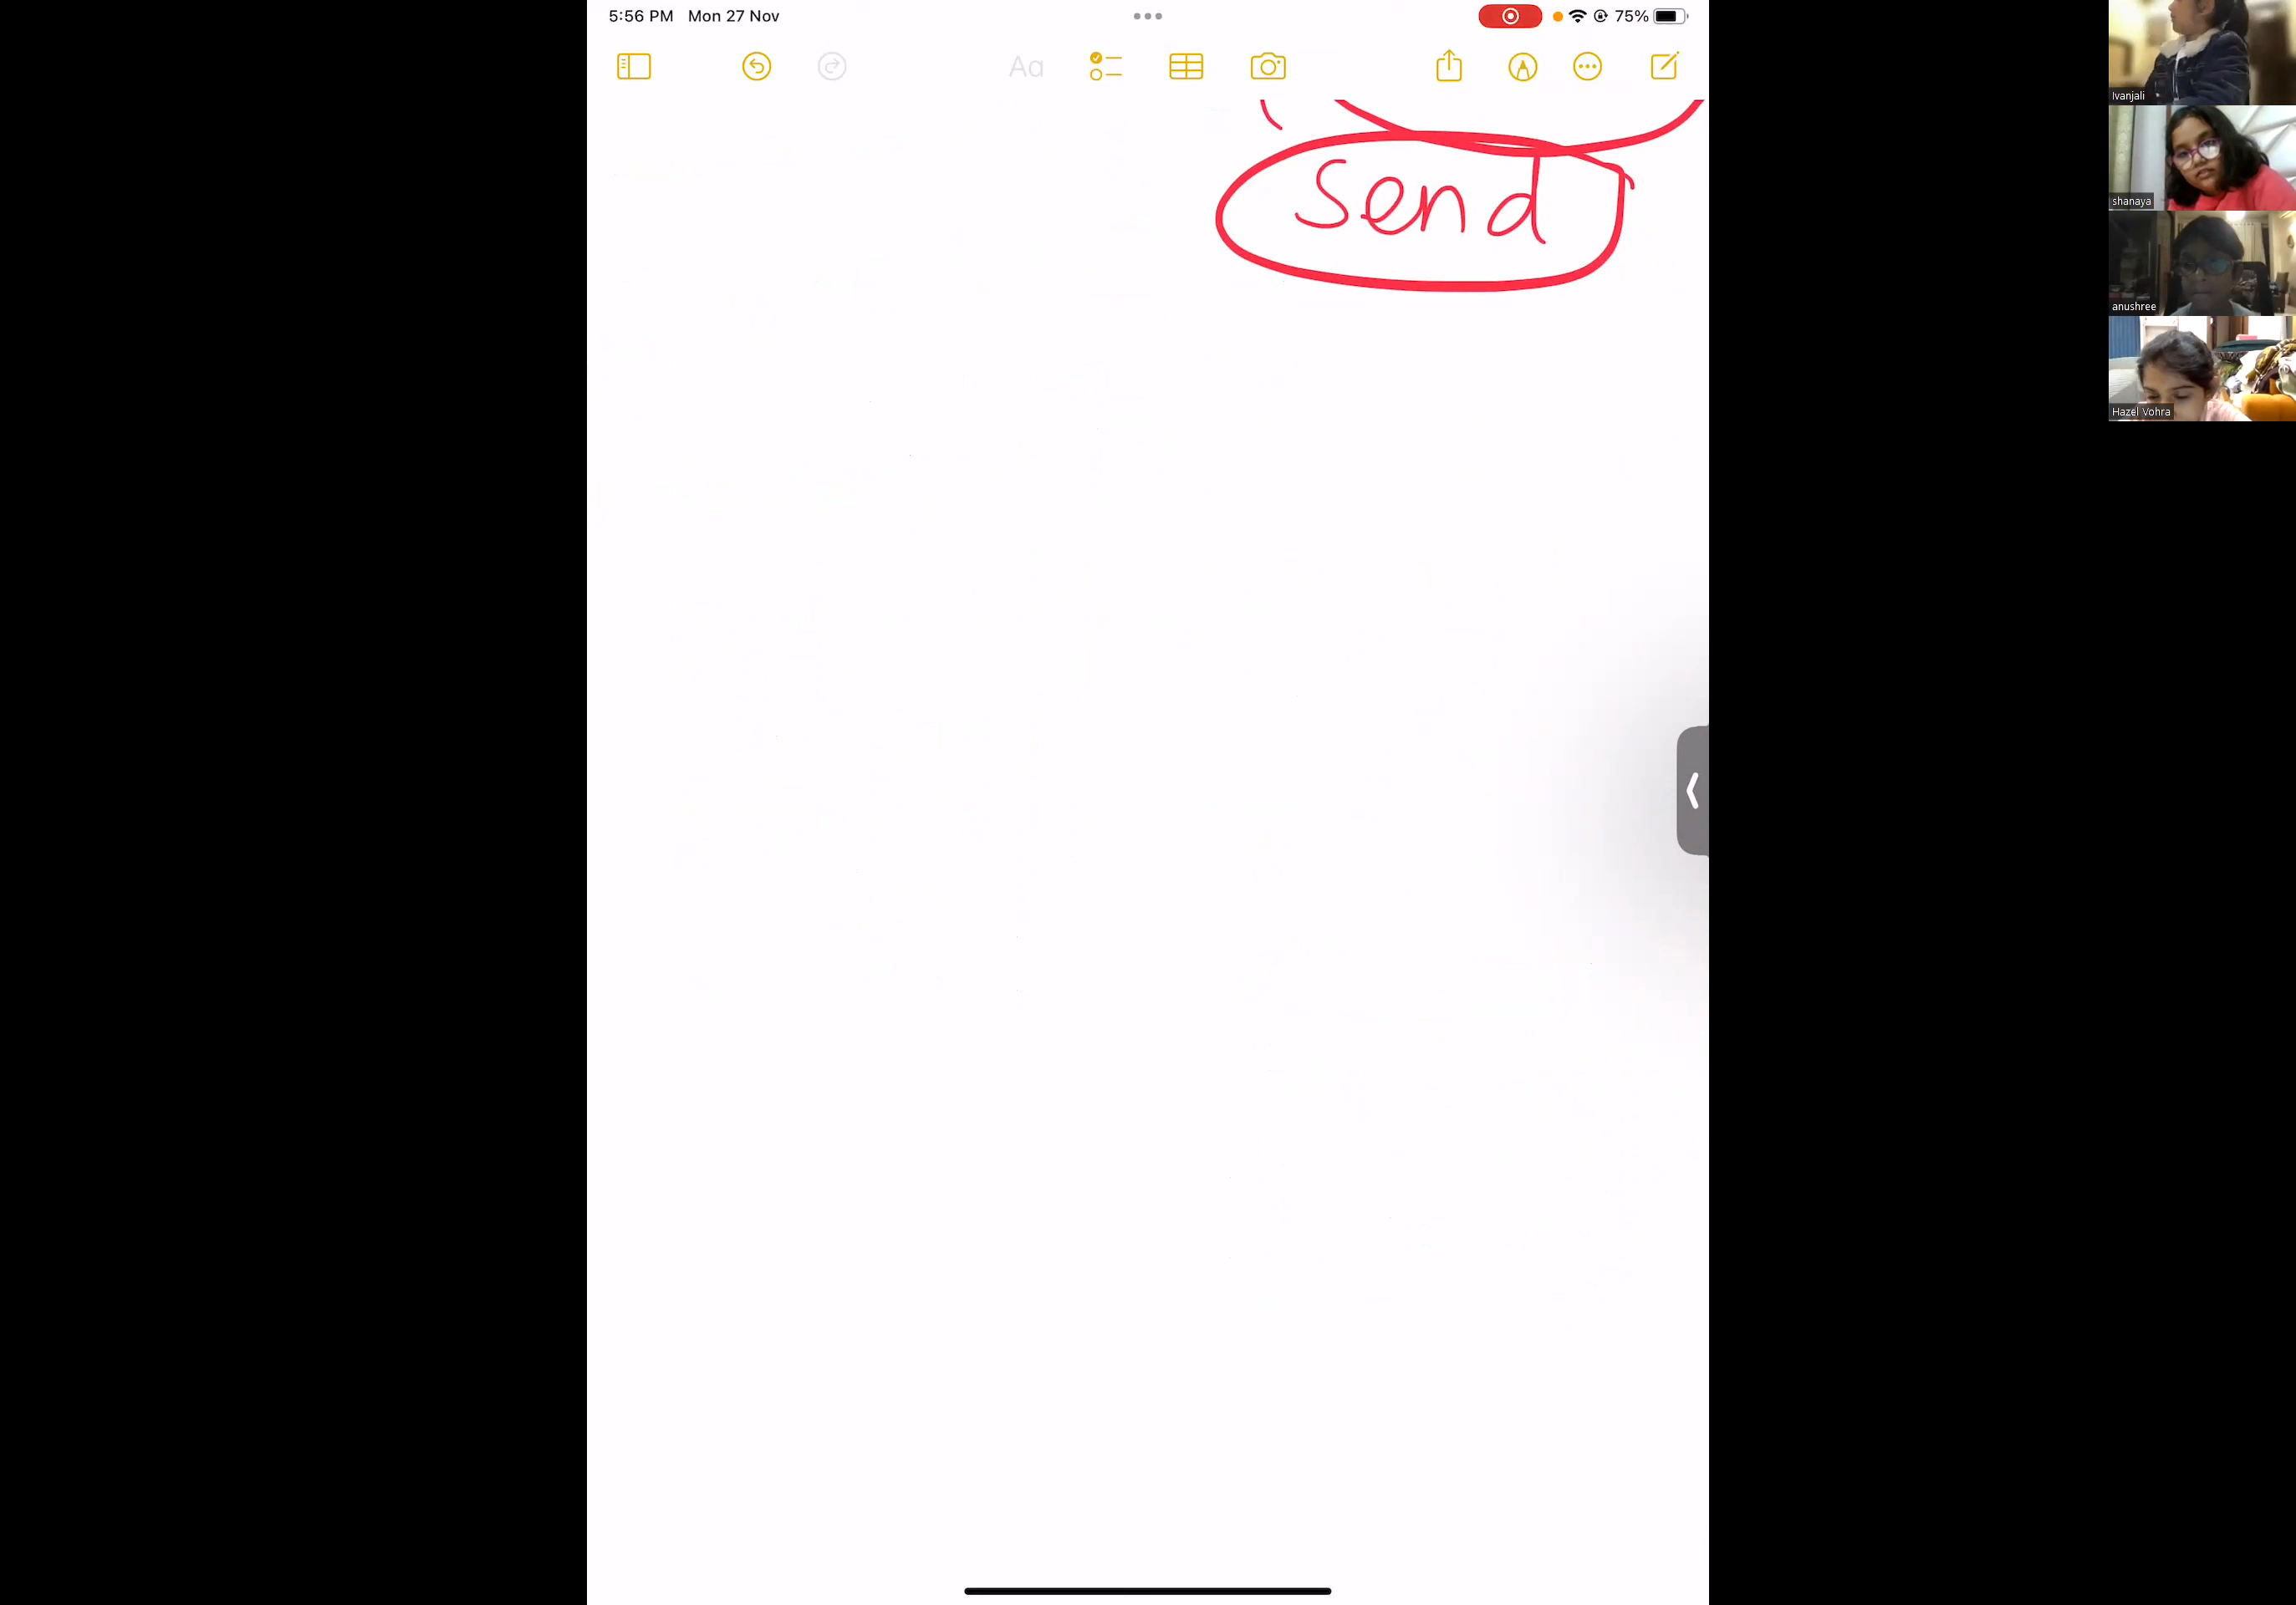 5:56 PM Mon 27 Nov
75%
Aa
Send
Ivanjali
shanaya
anushree
Hazel Vohra